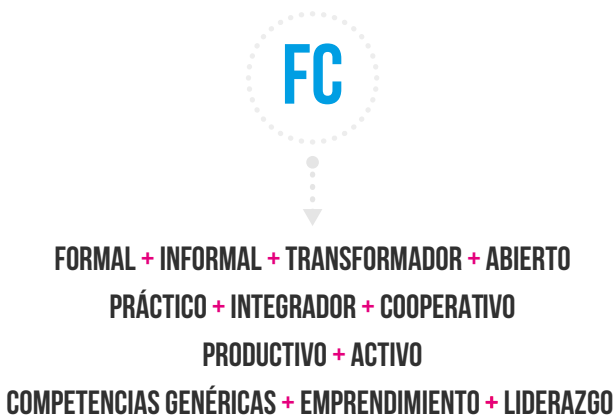 FC
FORMAL + INFORMAL + TRANSFORMADOR + ABIERTO
PRÁCTICO + INTEGRADOR + COOPERATIVO
PRODUCTIVO + ACTIVO
COMPETENCIAS GENÉRICAS + EMPRENDIMIENTO + LIDERAZGO